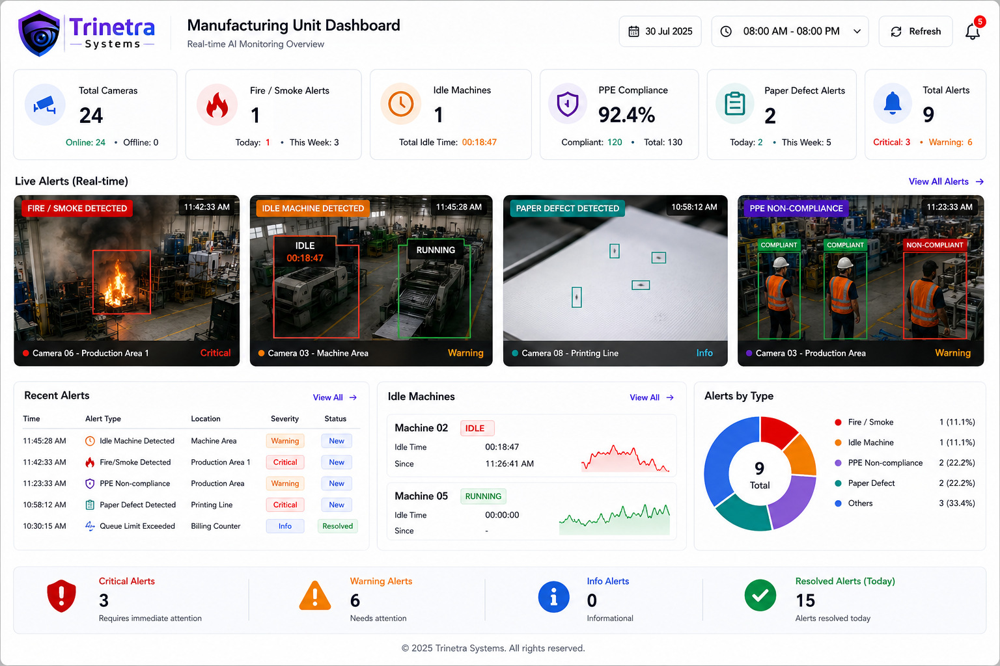 Trinetra
Systems
Manufacturing Unit Dashboard
Real-time AI Monitoring Overview
30 Jul 2025
08:00 AM - 08:00 PM
Refresh
5
Total Cameras
24
Online: 24 • Offline: 0
Fire / Smoke Alerts
1
Today: 1 • This Week: 3
Idle Machines
1
Total Idle Time: 00:18:47
PPE Compliance
92.4%
Compliant: 120 • Total: 130
Paper Defect Alerts
2
Today: 2 • This Week: 5
Total Alerts
9
Critical: 3 • Warning: 6
Live Alerts (Real-time)
View All Alerts →
FIRE / SMOKE DETECTED
11:42:33 AM
Camera 06 - Production Area 1
Critical
IDLE MACHINE DETECTED
11:45:28 AM
IDLE
00:18:47
RUNNING
Camera 03 - Machine Area
Warning
PAPER DEFECT DETECTED
10:58:12 AM
Camera 08 - Printing Line
Info
PPE NON-COMPLIANCE
11:23:33 AM
COMPLIANT
COMPLIANT
NON-COMPLIANT
Camera 03 - Production Area
Warning
Recent Alerts
View All →
Time Alert Type Location Severity Status
11:45:28 AM Idle Machine Detected Machine Area Warning New
11:42:33 AM Fire/Smoke Detected Production Area 1 Critical New
11:23:33 AM PPE Non-compliance Production Area Warning New
10:58:12 AM Paper Defect Detected Printing Line Critical New
10:30:15 AM Queue Limit Exceeded Billing Counter Info Resolved
Idle Machines
View All →
Machine 02 IDLE
Idle Time 00:18:47
Since 11:26:41 AM
Machine 05 RUNNING
Idle Time 00:00:00
Since -
Alerts by Type
9
Total
Fire / Smoke 1 (11.1%)
Idle Machine 1 (11.1%)
PPE Non-compliance 2 (22.2%)
Paper Defect 2 (22.2%)
Others 3 (33.4%)
Critical Alerts
3
Requires immediate attention
Warning Alerts
6
Needs attention
Info Alerts
0
Informational
Resolved Alerts (Today)
15
Alerts resolved today
© 2025 Trinetra Systems. All rights reserved.